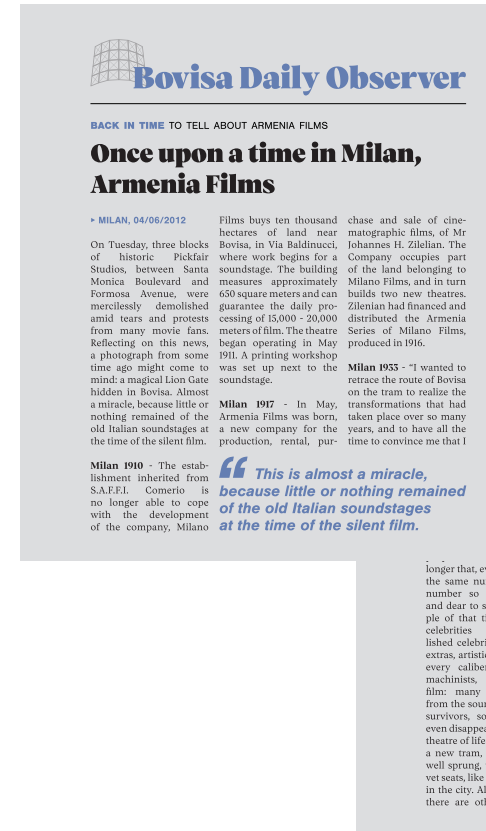 Bovisa Daily Observer
BACK IN TIME TO TELL ABOUT ARMENIA FILMS
Once upon a time in Milan,
Armenia Films
▸ MILAN, 04/06/2012
On Tuesday, three blocks
of historic Pickfair
Studios, between Santa
Monica Boulevard and
Formosa Avenue, were
mercilessly demolished
amid tears and protests
from many movie fans.
Reflecting on this news,
a photograph from some
time ago might come to
mind: a magical Lion Gate
hidden in Bovisa. Almost
a miracle, because little or
nothing remained of the
old Italian soundstages at
the time of the silent film.
Milan 1910 - The estab-
lishment inherited from
S.A.F.F.I. Comerio is
no longer able to cope
with the development
of the company, Milano
Films buys ten thousand
hectares of land near
Bovisa, in Via Baldinucci,
where work begins for a
soundstage. The building
measures approximately
650 square meters and can
guarantee the daily pro-
cessing of 15,000 - 20,000
meters of film. The theatre
began operating in May
1911. A printing workshop
was set up next to the
soundstage.
Milan 1917 - In May,
Armenia Films was born,
a new company for the
production, rental, pur-
chase and sale of cine-
matographic films, of Mr
Johannes H. Zilelian. The
Company occupies part
of the land belonging to
Milano Films, and in turn
builds two new theatres.
Zilenian had financed and
distributed the Armenia
Series of Milano Films,
produced in 1916.
Milan 1933 - “I wanted to
retrace the route of Bovisa
on the tram to realize the
transformations that had
taken place over so many
years, and to have all the
time to convince me that I
“ This is almost a miracle,
because little or nothing remained
of the old Italian soundstages
at the time of the silent film.
longer that, ev
the same nu
number so
and dear to s
ple of that t
celebrities
lished celebri
extras, artisti
every calibe
machinists,
film: many
from the sour
survivors, so
even disappea
theatre of life
a new tram,
well sprung,
vet seats, like
in the city. Al
there are oth